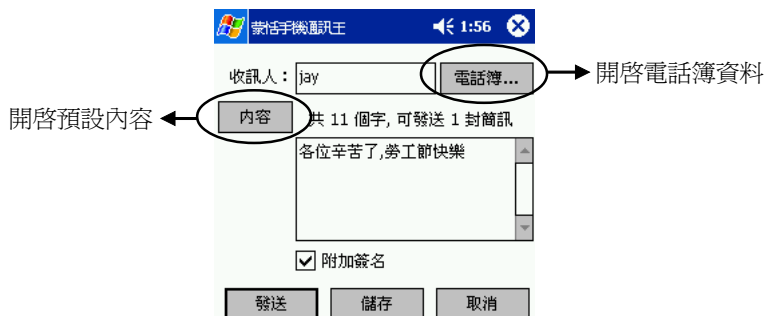 蒙恬手機通訊王 1:56
收訊人： jay 電話簿... 開啓電話簿資料
開啓預設內容 內容 共 11 個字, 可發送 1 封簡訊
各位辛苦了,勞工節快樂
附加簽名
發送 儲存 取消